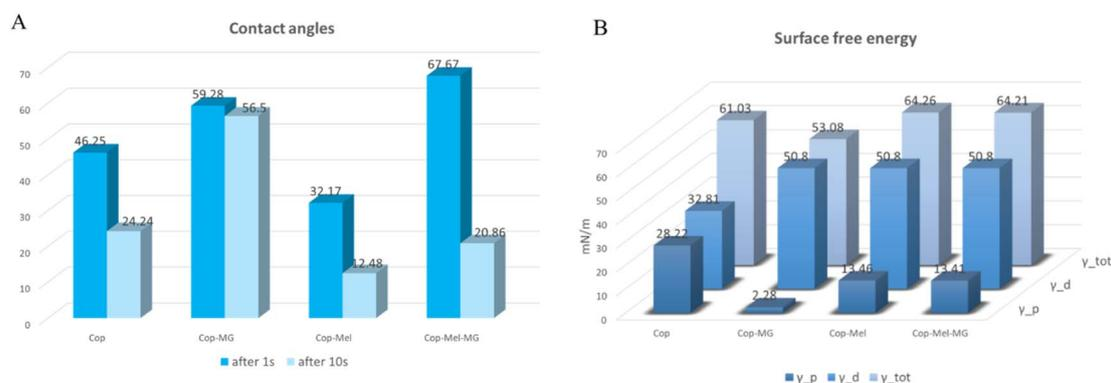 A
Contact angles
70
60
50
40
30
20
10
0
46.25
24.24
59.28
56.5
32.17
12.48
67.67
20.86
Cop
Cop-MG
Cop-Mel
Cop-Mel-MG
after 1s
after 10s
B
Surface free energy
mN/m
70
60
50
40
30
20
10
0
61.03
53.08
64.26
64.21
32.81
50.8
50.8
50.8
28.22
2.28
13.46
13.41
Cop
Cop-MG
Cop-Mel
Cop-Mel-MG
γ_tot
γ_d
γ_p
γ_p
γ_d
γ_tot